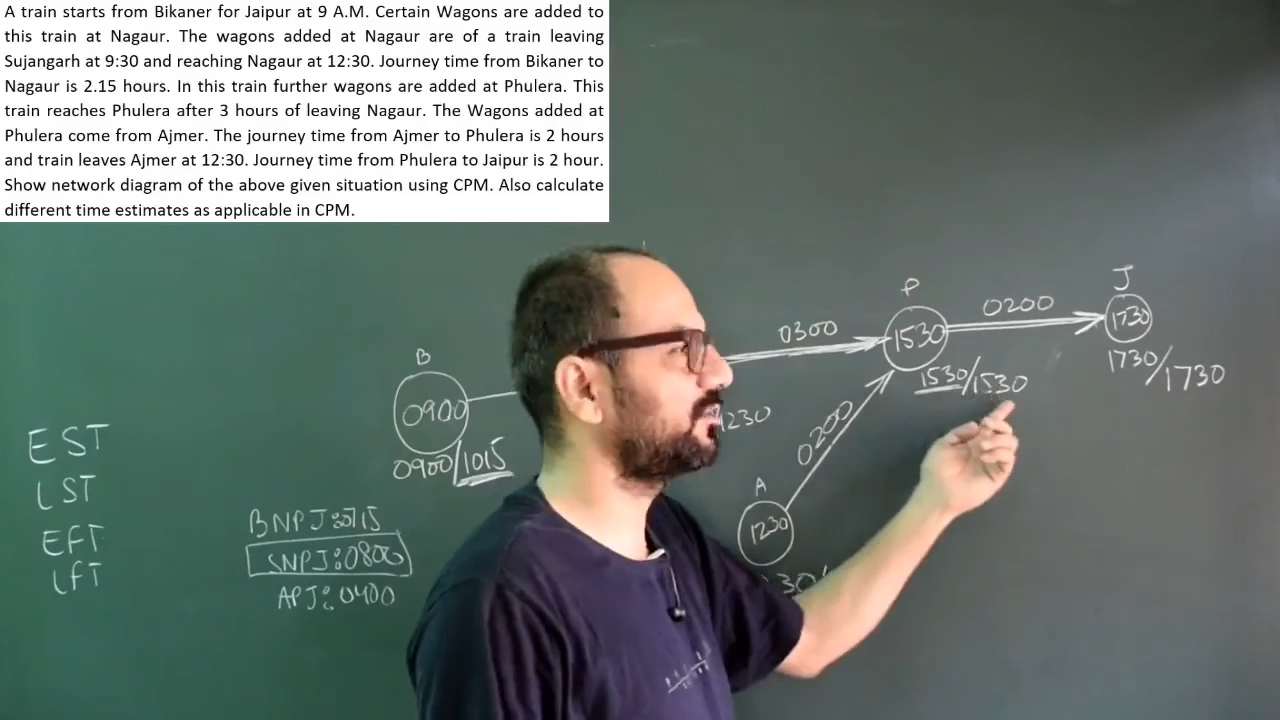 A train starts from Bikaner for Jaipur at 9 A.M. Certain Wagons are added to
this train at Nagaur. The wagons added at Nagaur are of a train leaving
Sujangarh at 9:30 and reaching Nagaur at 12:30. Journey time from Bikaner to
Nagaur is 2.15 hours. In this train further wagons are added at Phulera. This
train reaches Phulera after 3 hours of leaving Nagaur. The Wagons added at
Phulera come from Ajmer. The journey time from Ajmer to Phulera is 2 hours
and train leaves Ajmer at 12:30. Journey time from Phulera to Jaipur is 2 hour.
Show network diagram of the above given situation using CPM. Also calculate
different time estimates as applicable in CPM.
J
P
0200
1730
0300
1530
B
1730/1730
1530/1530
0900
1230
0200
EST
0900/1015
LST
A
BNPJ:0715
1230
EFT
SNPJ:0800
LFT
APJ:0400